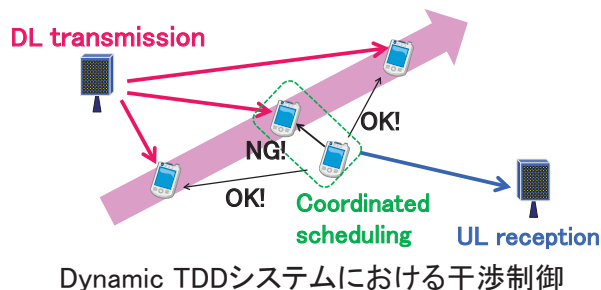 DL transmission
OK!
NG!
OK!
Coordinated
scheduling
UL reception
Dynamic TDDシステムにおける干渉制御